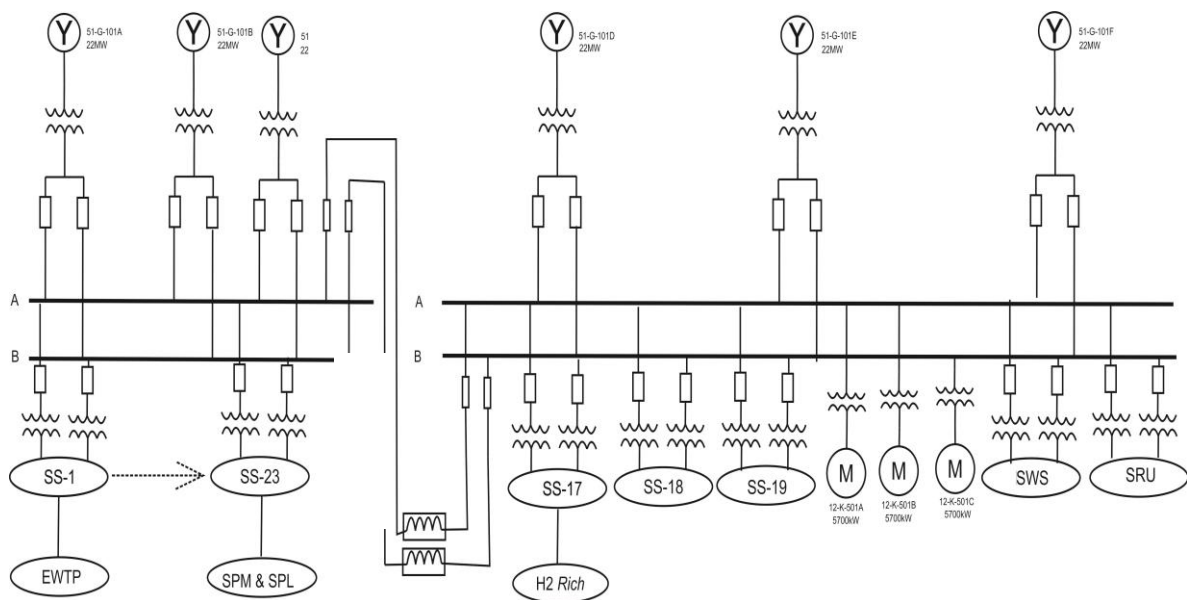 Y
51-G-101A
22MW
Y
51-G-101B
22MW
Y
51
22
Y
51-G-101D
22MW
Y
51-G-101E
22MW
Y
51-G-101F
22MW
A
A
B
B
SS-1
SS-23
SS-17
SS-18
SS-19
M
12-K-501A
5700kW
M
12-K-501B
5700kW
M
12-K-501C
5700kW
SWS
SRU
EWTP
SPM & SPL
H2 Rich